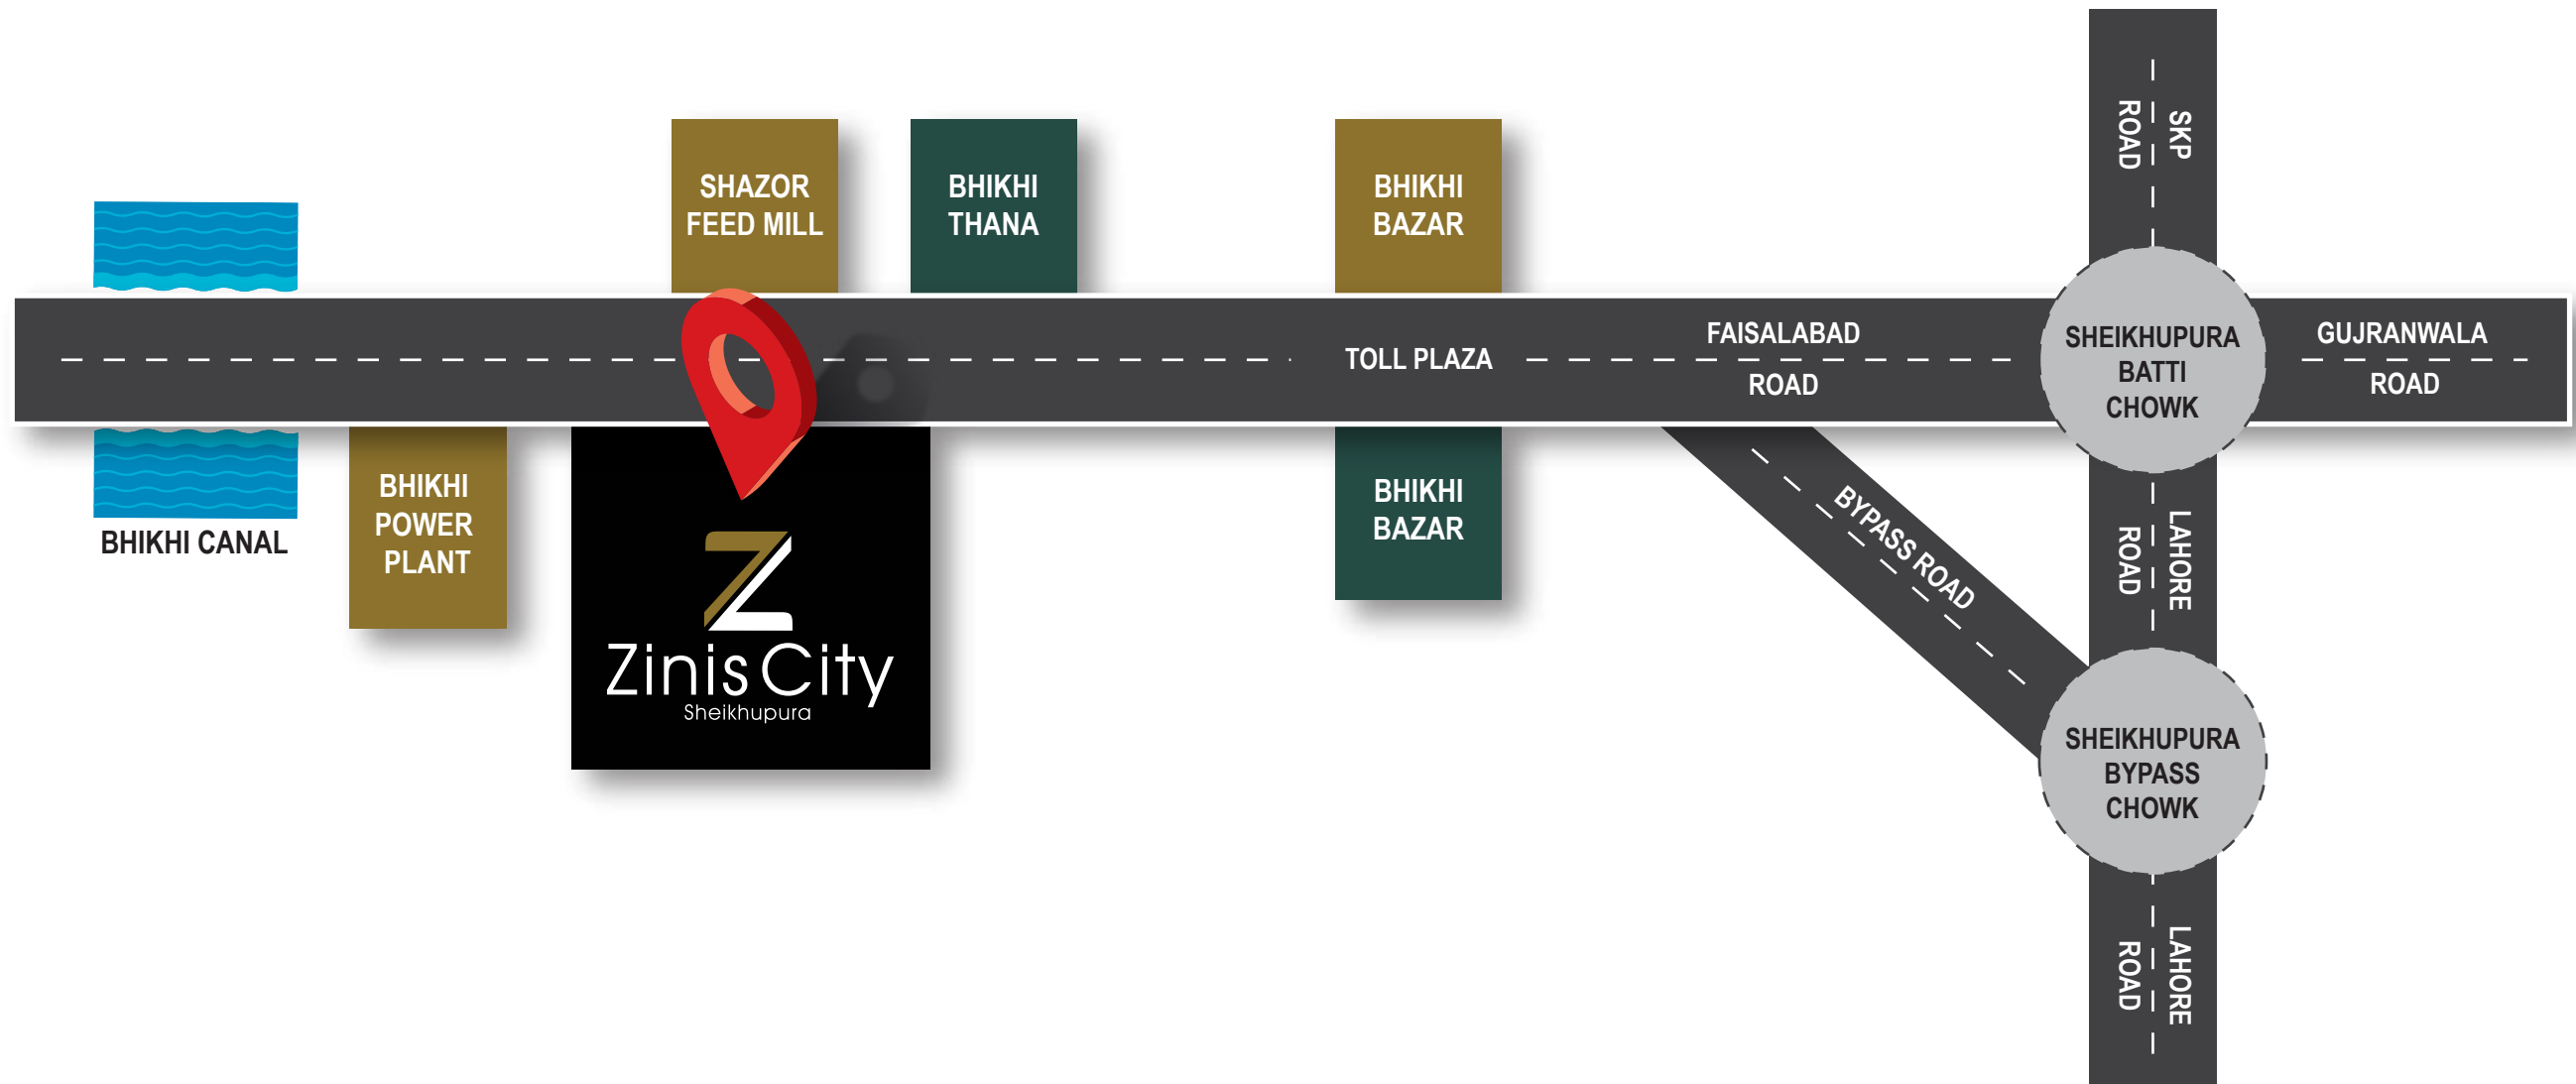 SKP
ROAD
SHAZOR
FEED MILL
BHIKHI
THANA
BHIKHI
BAZAR
TOLL PLAZA
FAISALABAD
ROAD
SHEIKHUPURA
BATTI
CHOWK
GUJRANWALA
ROAD
BHIKHI CANAL
BHIKHI
POWER
PLANT
Zinis City
Sheikhupura
BHIKHI
BAZAR
BYPASS ROAD
LAHORE
ROAD
SHEIKHUPURA
BYPASS
CHOWK
LAHORE
ROAD